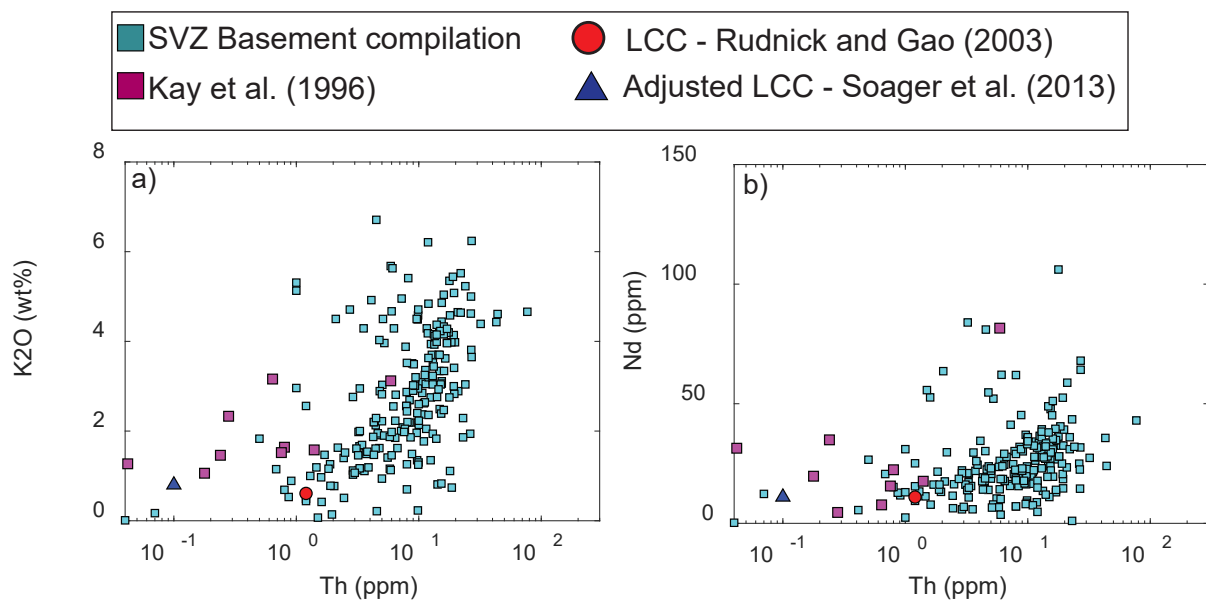 SVZ Basement compilation
LCC - Rudnick and Gao (2003)
Kay et al. (1996)
Adjusted LCC - Soager et al. (2013)
a)
8
6
4
2
0
K2O (wt%)
10 -1
10 0
10 1
10 2
Th (ppm)
b)
150
100
50
0
Nd (ppm)
10 -1
10 0
10 1
10 2
Th (ppm)